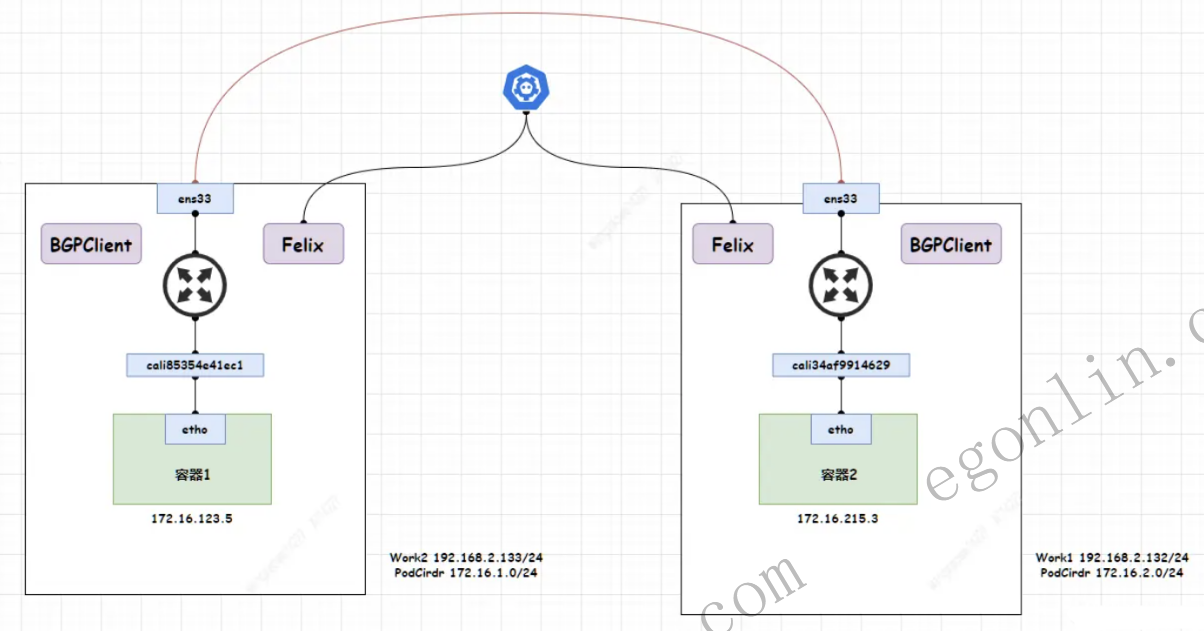 ens33
BGPClient
Felix
cali85354e41ec1
etho
容器1
172.16.123.5
Work2 192.168.2.133/24
PodCirdr 172.16.1.0/24
ens33
Felix
BGPClient
cali34af9914629
etho
容器2
172.16.215.3
Work1 192.168.2.132/24
PodCirdr 172.16.2.0/24
egonlin.
com